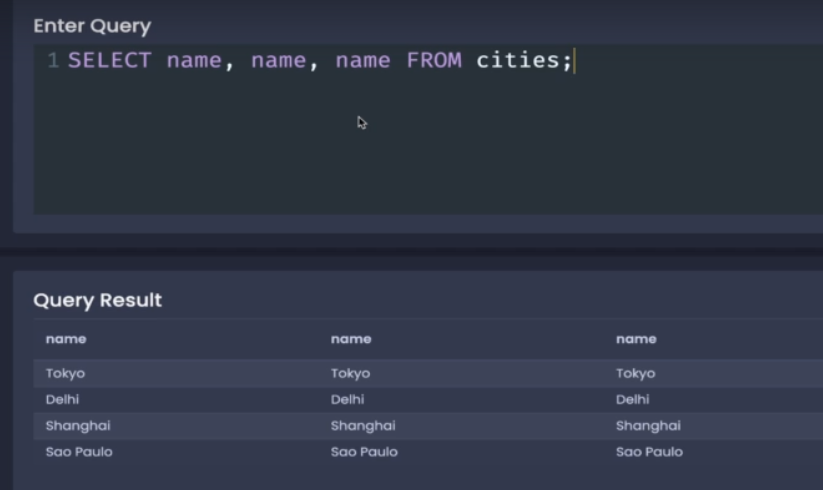 Enter Query
1 SELECT name, name, name FROM cities;
Query Result
name name name
Tokyo Tokyo Tokyo
Delhi Delhi Delhi
Shanghai Shanghai Shanghai
Sao Paulo Sao Paulo Sao Paulo